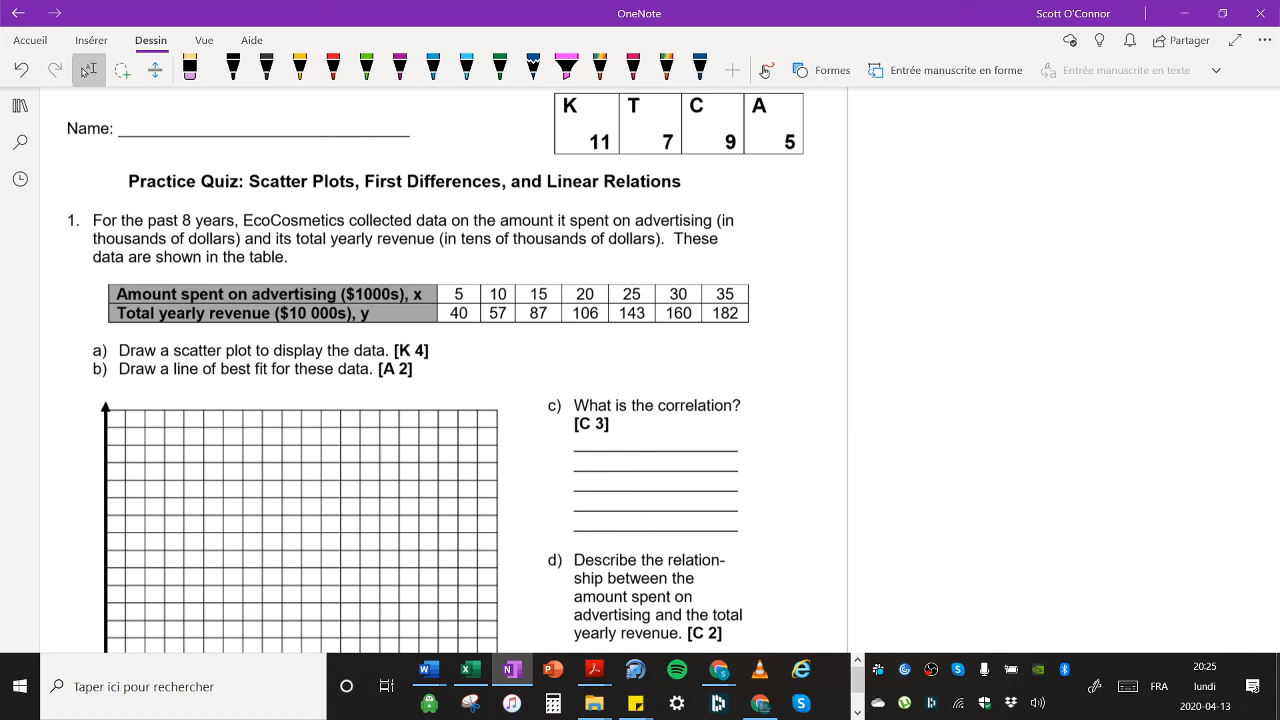 OneNote
Scott O'Connor
Accueil Insérer Dessin Vue Aide
Partager
Formes Entrée manuscrite en forme Entrée manuscrite en texte
K T C A
11 7 9 5
Name:
Practice Quiz: Scatter Plots, First Differences, and Linear Relations
1. For the past 8 years, EcoCosmetics collected data on the amount it spent on advertising (in
thousands of dollars) and its total yearly revenue (in tens of thousands of dollars). These
data are shown in the table.
Amount spent on advertising ($1000s), x 5 10 15 20 25 30 35
Total yearly revenue ($10 000s), y 40 57 87 106 143 160 182
a) Draw a scatter plot to display the data. [K 4]
b) Draw a line of best fit for these data. [A 2]
c) What is the correlation?
[C 3]
d) Describe the relation-
ship between the
amount spent on
advertising and the total
yearly revenue. [C 2]
Taper ici pour rechercher
FRA
20:25
lundi
2020-04-13